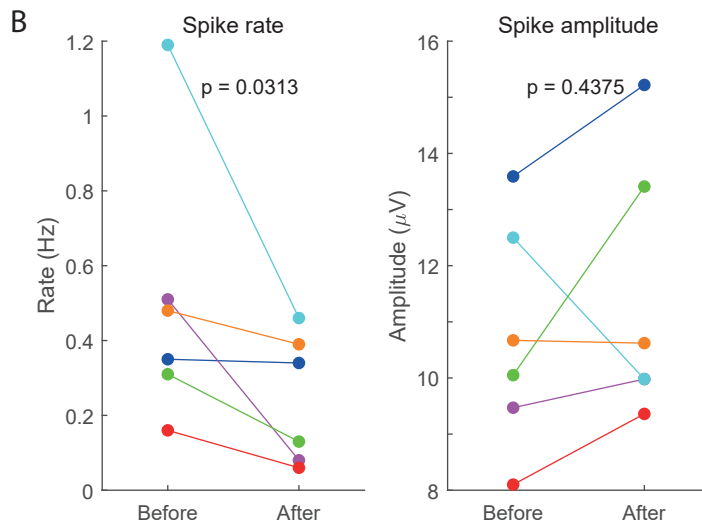 B
Spike rate
p = 0.0313
Rate (Hz)
1.2
1
0.8
0.6
0.4
0.2
0
Before After
Spike amplitude
p = 0.4375
Amplitude (μV)
16
14
12
10
8
Before After